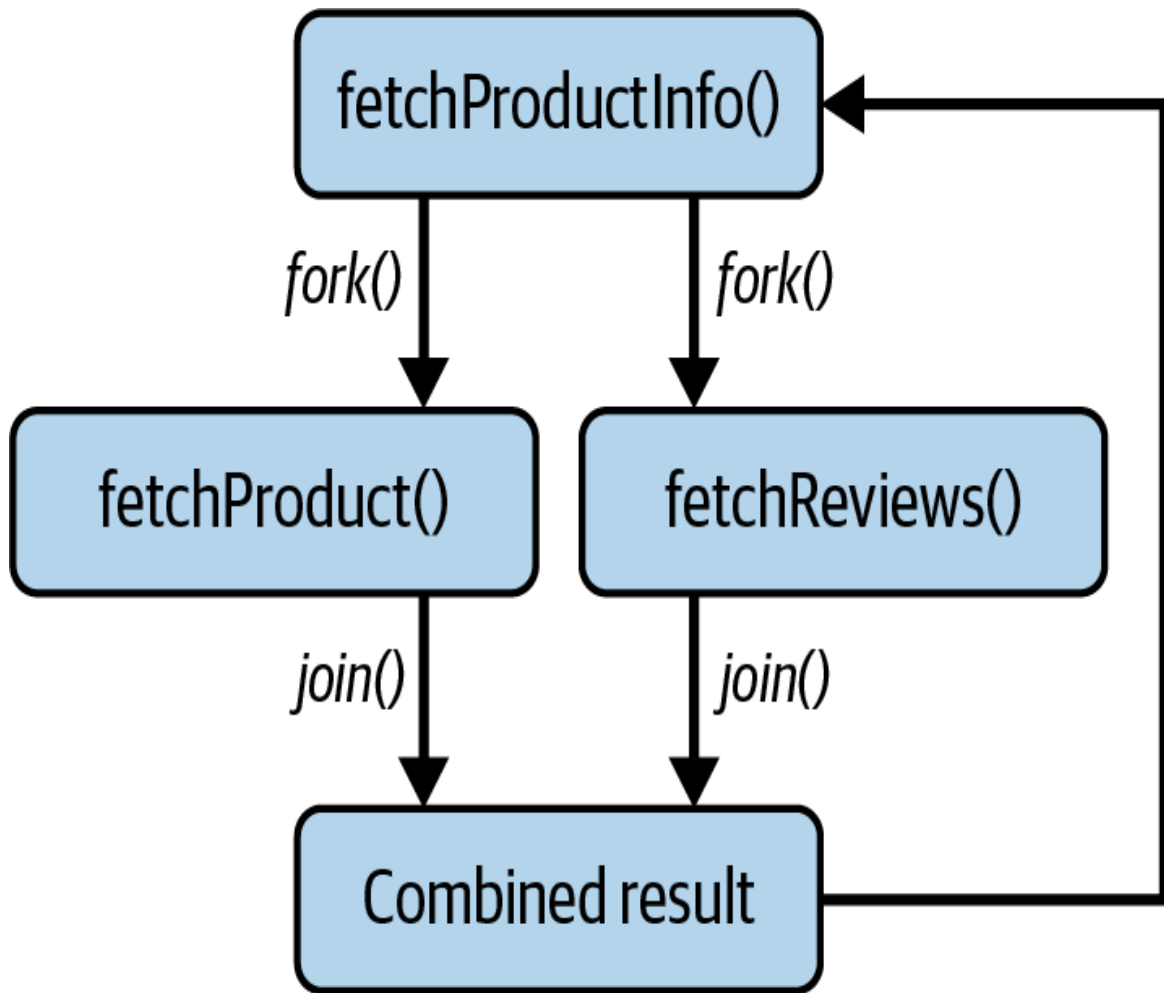 fetchProductInfo()
fork()
fork()
fetchProduct()
fetchReviews()
join()
join()
Combined result